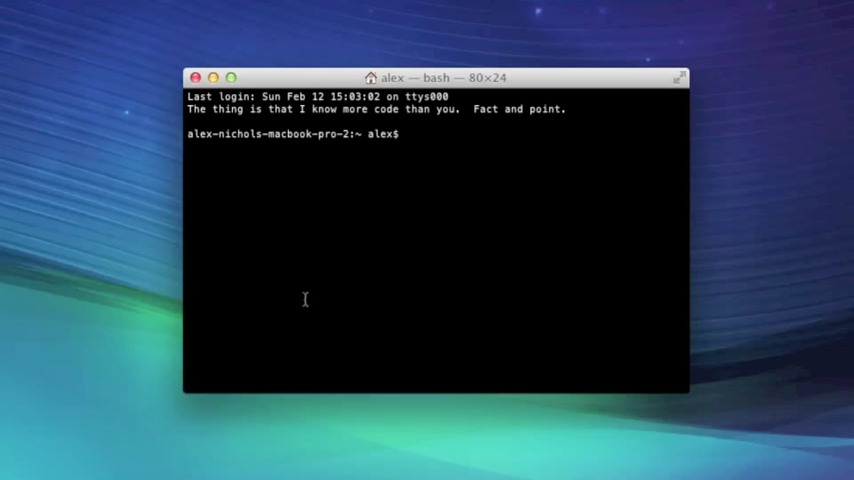 alex — bash — 80×24
Last login: Sun Feb 12 15:03:02 on ttys000
The thing is that I know more code than you.  Fact and point.
alex-nichols-macbook-pro-2:~ alex$